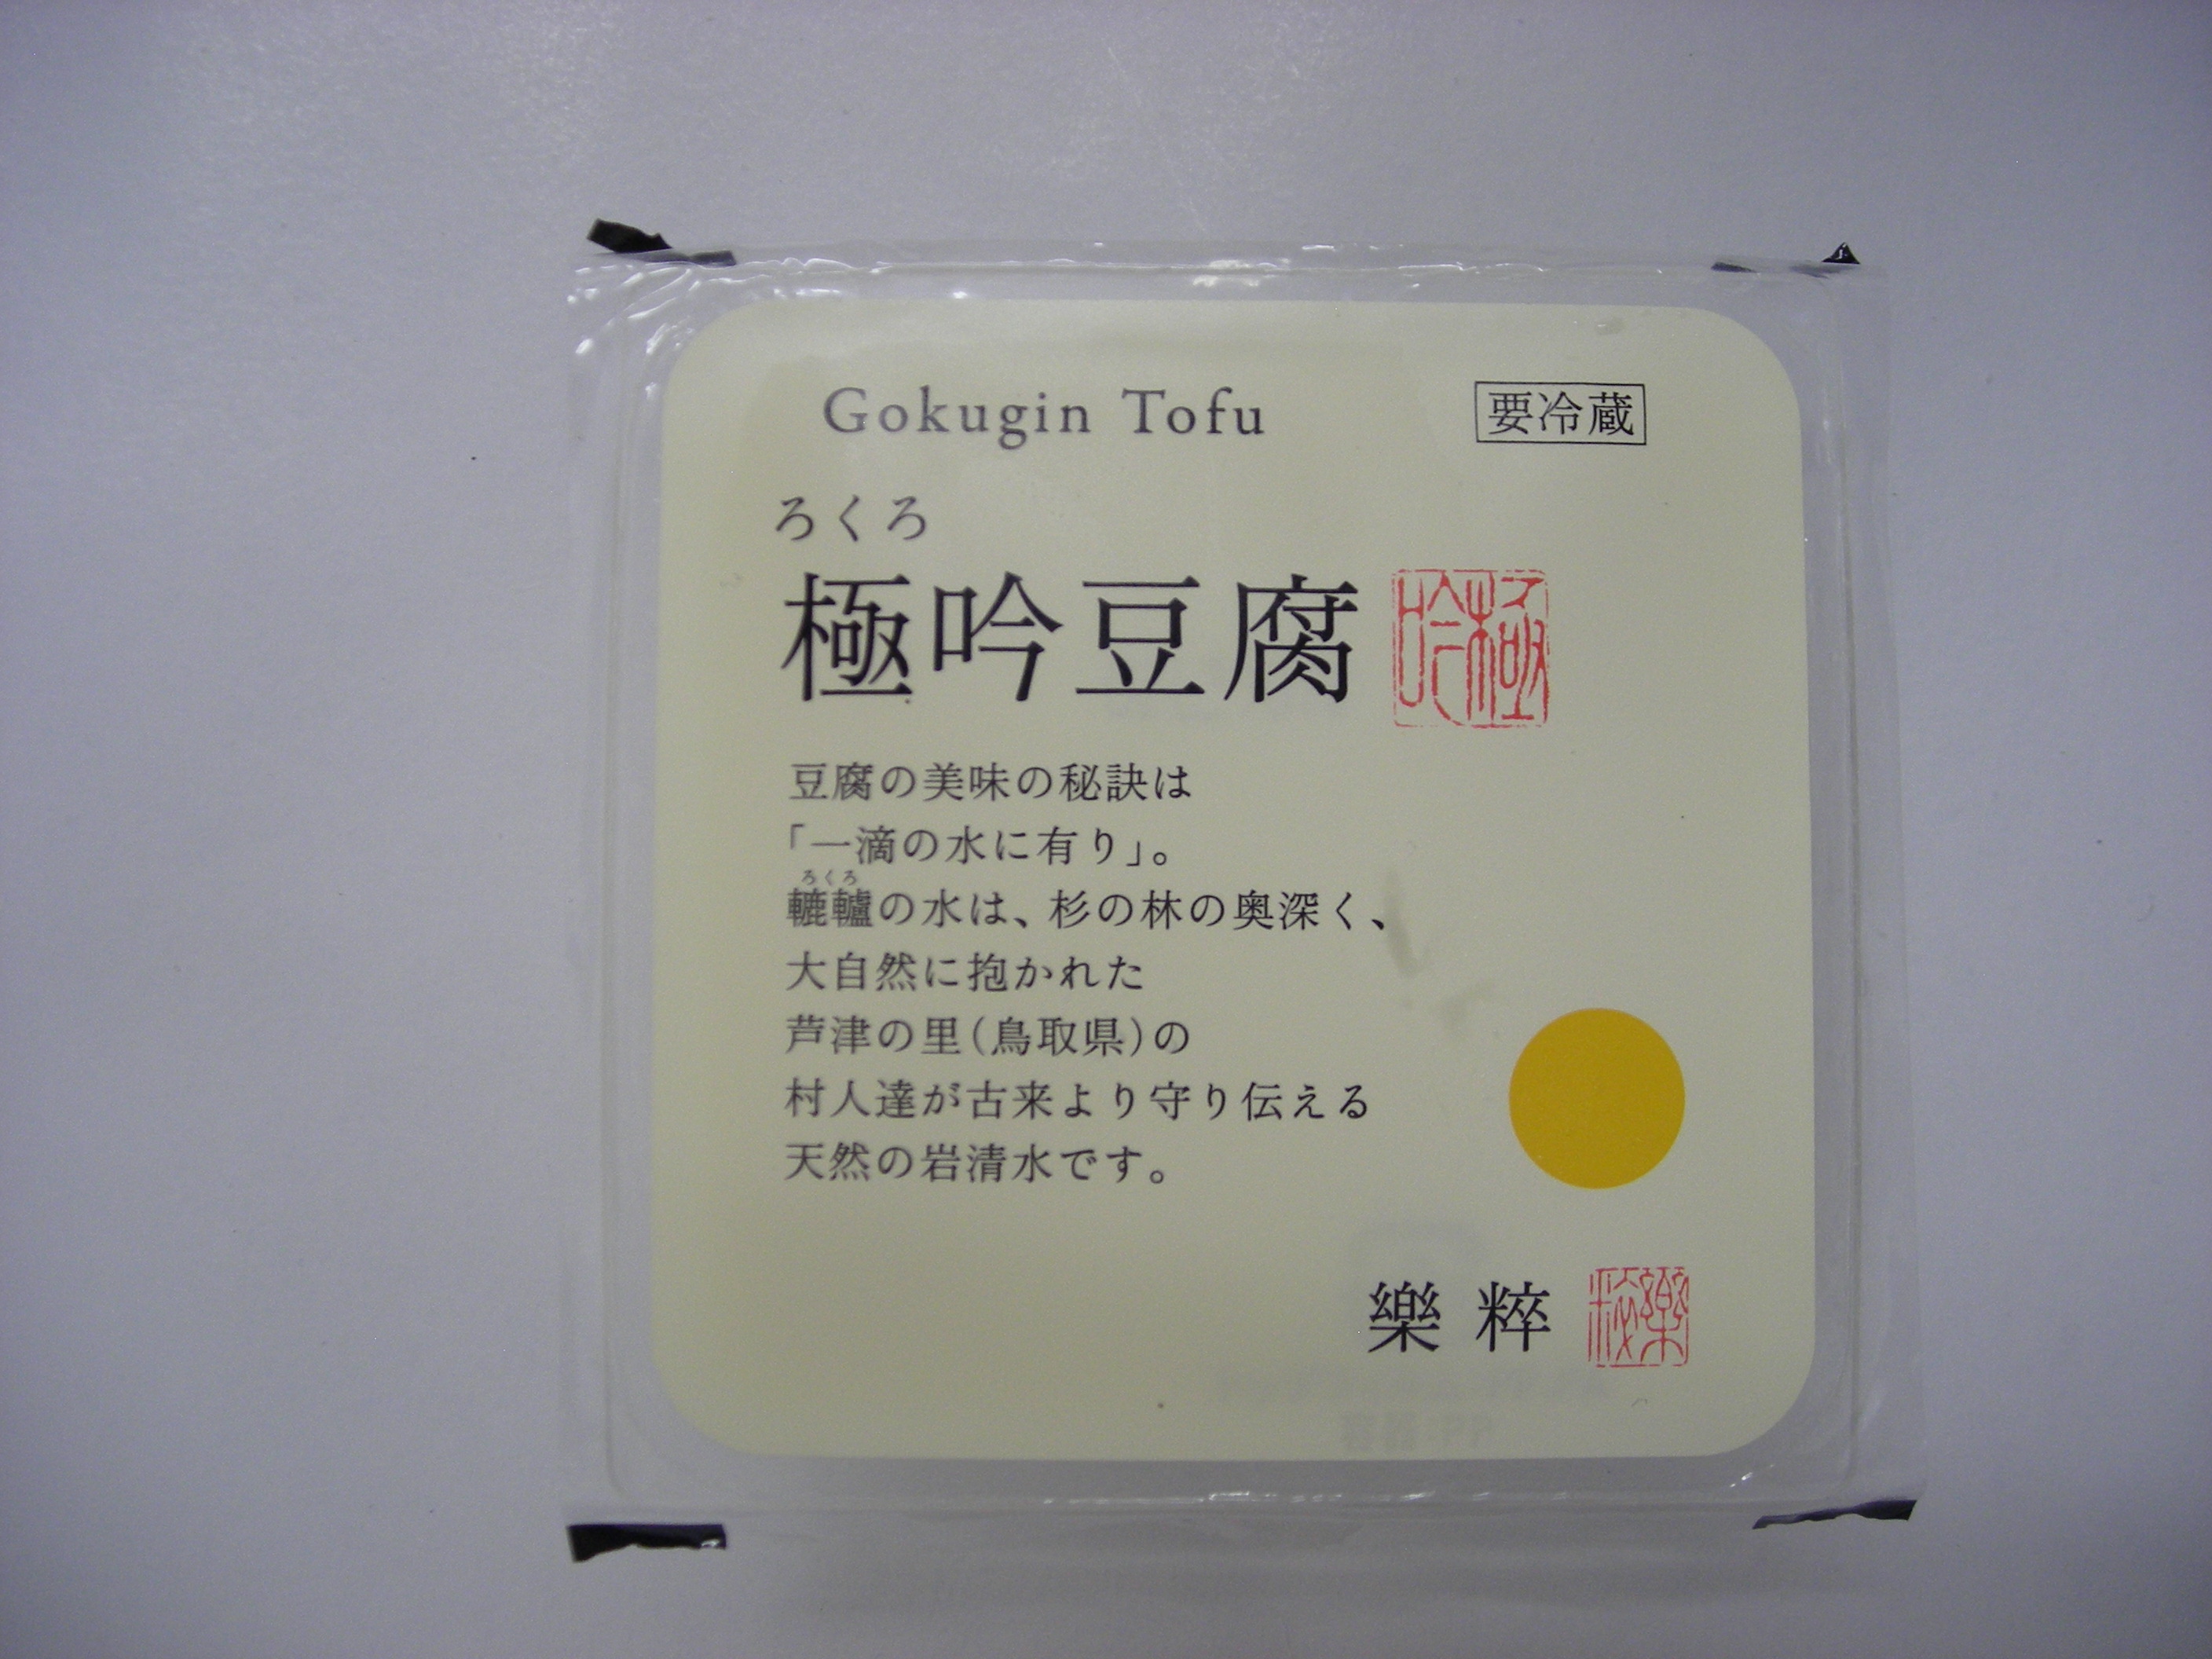 Gokugin Tofu
要冷蔵
ろくろ
極吟豆腐
極吟
豆腐の美味の秘訣は
「一滴の水に有り」。
轆轤の水は、杉の林の奥深く、
ろくろ
大自然に抱かれた
芦津の里(鳥取県)の
村人達が古来より守り伝える
天然の岩清水です。
樂粋